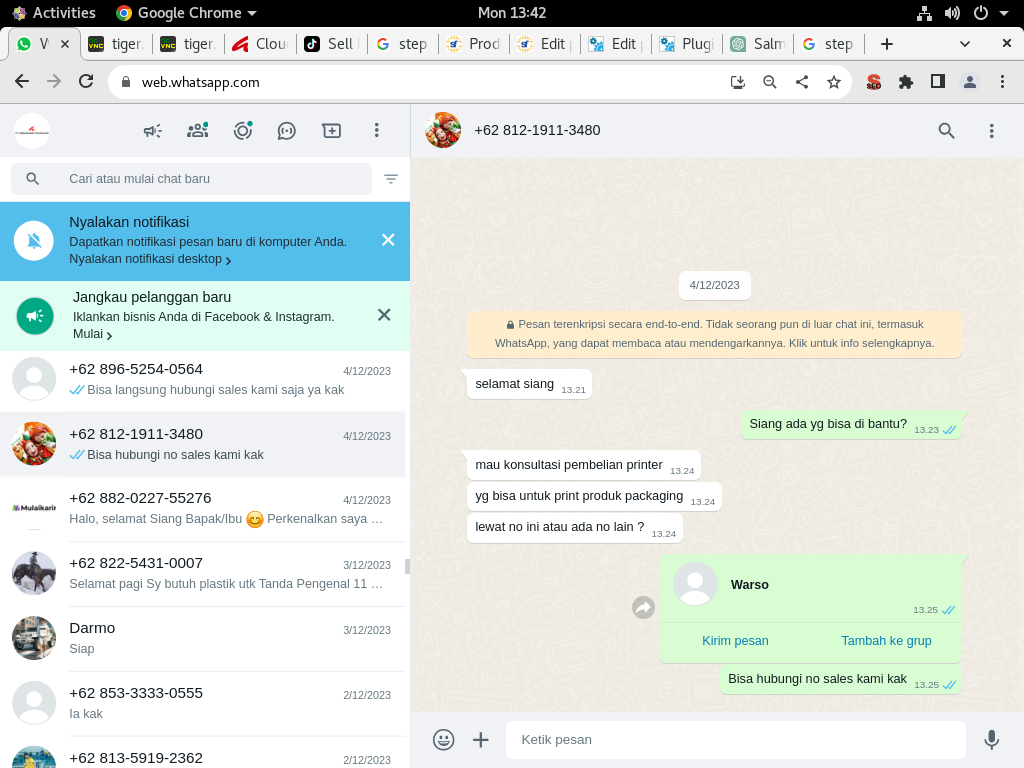 Activities
Google Chrome
Mon 13:42
W
tiger
tiger
Clou
Sell
step
Prod
Edit
Edit
Plugi
Salm
step
web.whatsapp.com
SEO
Cari atau mulai chat baru
Nyalakan notifikasi
Dapatkan notifikasi pesan baru di komputer Anda.
Nyalakan notifikasi desktop
Jangkau pelanggan baru
Iklankan bisnis Anda di Facebook & Instagram.
Mulai
+62 896-5254-0564
4/12/2023
Bisa langsung hubungi sales kami saja ya kak
+62 812-1911-3480
4/12/2023
Bisa hubungi no sales kami kak
+62 882-0227-55276
4/12/2023
Halo, selamat Siang Bapak/Ibu 😊 Perkenalkan saya …
+62 822-5431-0007
3/12/2023
Selamat pagi Sy butuh plastik utk Tanda Pengenal 11 …
Darmo
3/12/2023
Siap
+62 853-3333-0555
2/12/2023
Ia kak
+62 813-5919-2362
2/12/2023
+62 812-1911-3480
4/12/2023
Pesan terenkripsi secara end-to-end. Tidak seorang pun di luar chat ini, termasuk
WhatsApp, yang dapat membaca atau mendengarkannya. Klik untuk info selengkapnya.
selamat siang 13.21
Siang ada yg bisa di bantu? 13.23
mau konsultasi pembelian printer 13.24
yg bisa untuk print produk packaging 13.24
lewat no ini atau ada no lain ? 13.24
Warso
13.25
Kirim pesan
Tambah ke grup
Bisa hubungi no sales kami kak 13.25
Ketik pesan